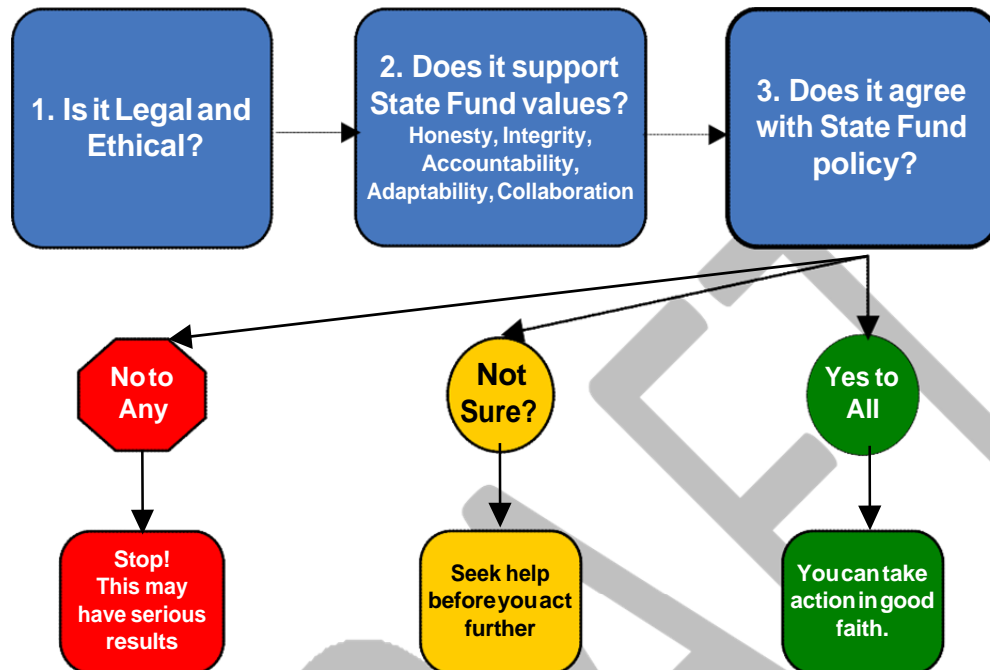 1. Is it Legal and
Ethical?
2. Does it support
State Fund values?
Honesty, Integrity,
Accountability,
Adaptability, Collaboration
3. Does it agree
with State Fund
policy?
No to
Any
Not
Sure?
Yes to
All
Stop!
This may
have serious
results
Seek help
before you act
further
You can take
action in good
faith.